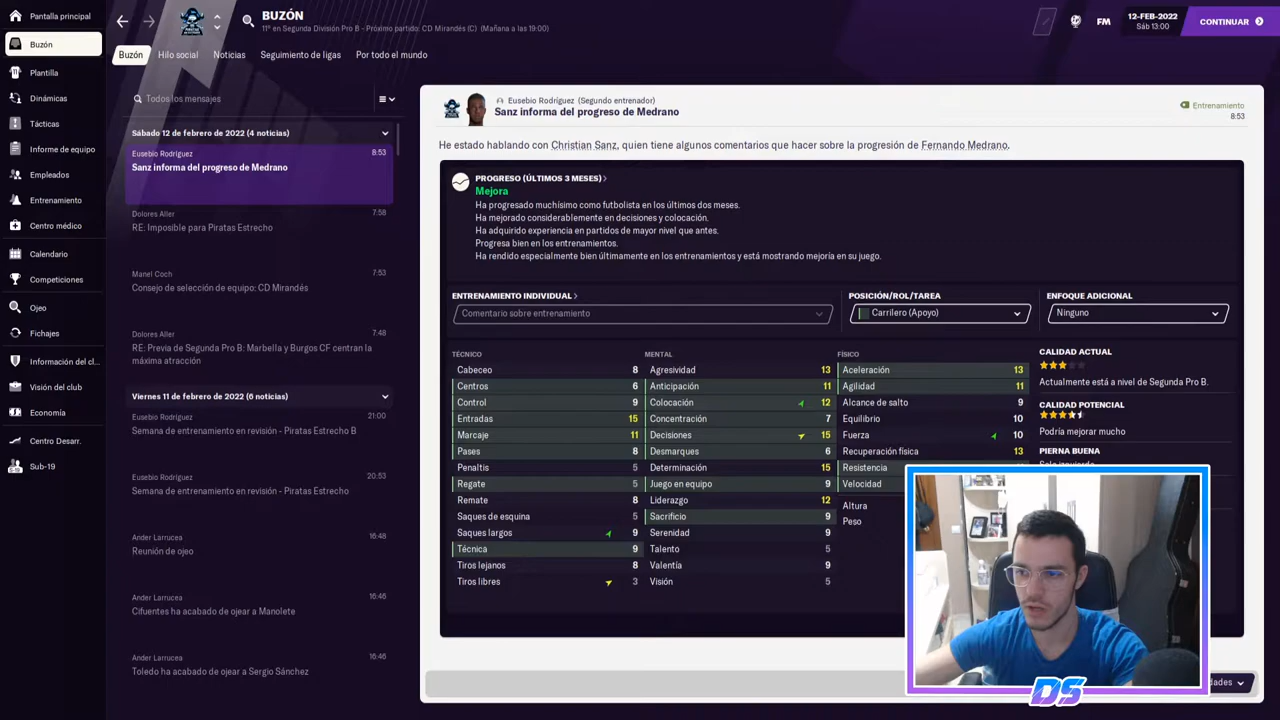 Pantalla principal
Buzón
Plantilla
Dinámicas
Tácticas
Informe de equipo
Empleados
Entrenamiento
Centro médico
Calendario
Competiciones
Ojeo
Fichajes
Información del cl...
Visión del club
Economía
Centro Desarr.
Sub-19
BUZÓN
11º en Segunda División Pro B - Próximo partido: CD Mirandés (C) (Mañana a las 19:00)
FM
12-FEB-2022
Sáb 13:00
CONTINUAR
Buzón
Hilo social
Noticias
Seguimiento de ligas
Por todo el mundo
Todos los mensajes
Sábado 12 de febrero de 2022 (4 noticias)
Eusebio Rodríguez 8:53
Sanz informa del progreso de Medrano
Dolores Aller 7:58
RE: Imposible para Piratas Estrecho
Manel Coch 7:53
Consejo de selección de equipo: CD Mirandés
Dolores Aller 7:48
RE: Previa de Segunda Pro B: Marbella y Burgos CF centran la
máxima atracción
Viernes 11 de febrero de 2022 (6 noticias)
Eusebio Rodríguez 21:00
Semana de entrenamiento en revisión - Piratas Estrecho B
Eusebio Rodríguez 20:53
Semana de entrenamiento en revisión - Piratas Estrecho
Ander Larrucea 16:48
Reunión de ojeo
Ander Larrucea 16:46
Cifuentes ha acabado de ojear a Manolete
Ander Larrucea 16:46
Toledo ha acabado de ojear a Sergio Sánchez
Eusebio Rodríguez (Segundo entrenador)
Sanz informa del progreso de Medrano
Entrenamiento
8:53
He estado hablando con Christian Sanz, quien tiene algunos comentarios que hacer sobre la progresión de Fernando Medrano.
PROGRESO (ÚLTIMOS 3 MESES)
Mejora
Ha progresado muchísimo como futbolista en los últimos dos meses.
Ha mejorado considerablemente en decisiones y colocación.
Ha adquirido experiencia en partidos de mayor nivel que antes.
Progresa bien en los entrenamientos.
Ha rendido especialmente bien últimamente en los entrenamientos y está mostrando mejoría en su juego.
ENTRENAMIENTO INDIVIDUAL
Comentario sobre entrenamiento
POSICIÓN/ROL/TAREA
Carrilero (Apoyo)
ENFOQUE ADICIONAL
Ninguno
TÉCNICO
Cabeceo 8
Centros 6
Control 9
Entradas 15
Marcaje 11
Pases 8
Penaltis 5
Regate 5
Remate 8
Saques de esquina 5
Saques largos 9
Técnica 9
Tiros lejanos 8
Tiros libres 3
MENTAL
Agresividad 13
Anticipación 11
Colocación 12
Concentración 7
Decisiones 15
Desmarques 6
Determinación 15
Juego en equipo 9
Liderazgo 12
Sacrificio 9
Serenidad 9
Talento 5
Valentía 9
Visión 5
FÍSICO
Aceleración 13
Agilidad 11
Alcance de salto 9
Equilibrio 10
Fuerza 10
Recuperación física 13
Resistencia
Velocidad
Altura
Peso
CALIDAD ACTUAL
Actualmente está a nivel de Segunda Pro B.
CALIDAD POTENCIAL
Podría mejorar mucho
PIERNA BUENA
DS